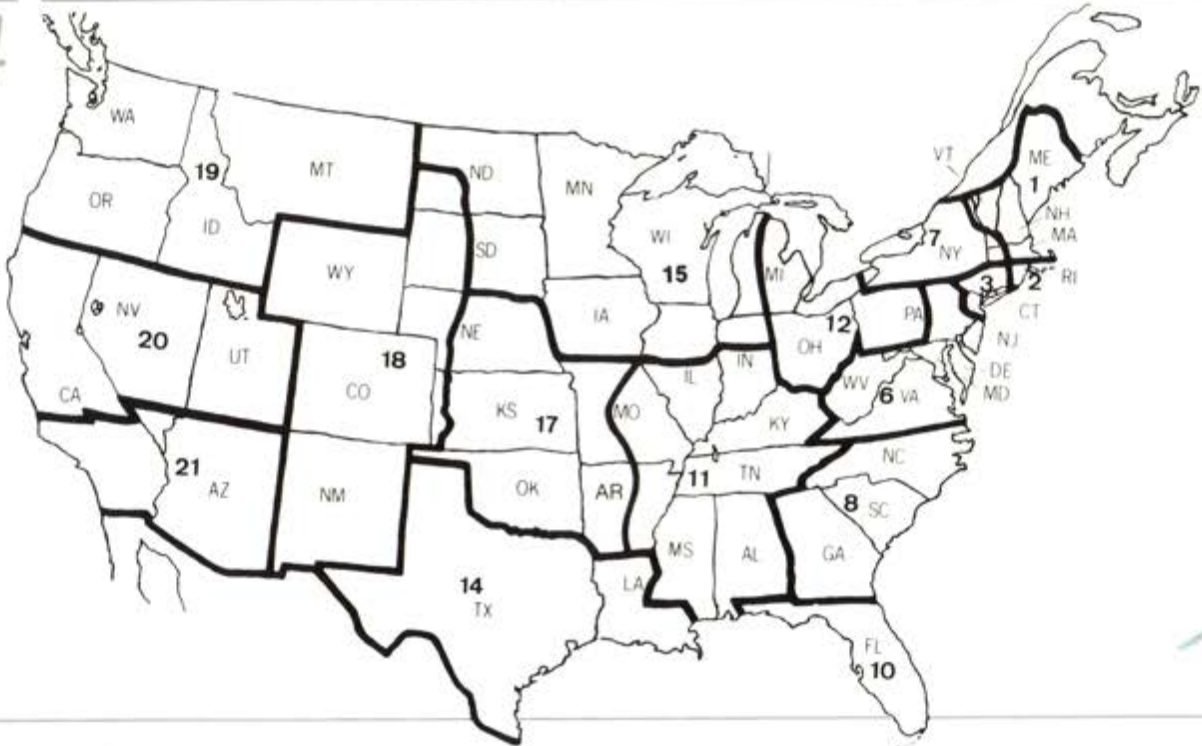 WA
MT
ND
MN
VT
ME
1
19
OR
ID
NH
MA
WI
7
NY
SD
WY
15
MI
RI
3
2
CT
NV
IA
12
PA
20
NE
OH
NJ
UT
18
IN
DE
IL
WV
MD
CO
6
VA
CA
KS
17
MO
KY
NC
21
11
TN
AZ
NM
OK
AR
8
SC
MS
AL
GA
14
LA
TX
FL
10